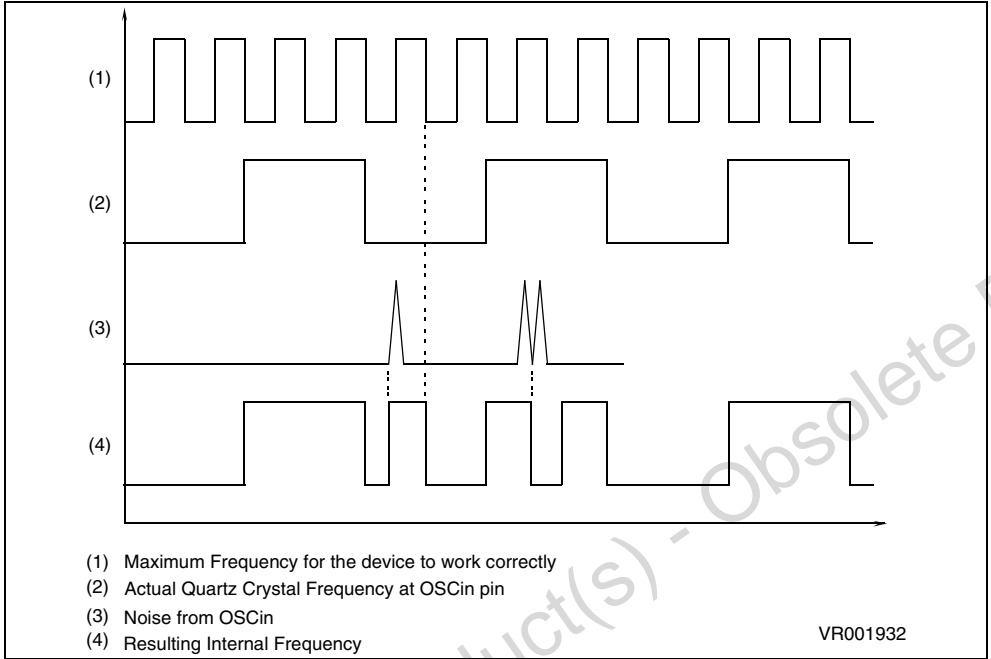 (1)
(2)
(3)
(4)
(1) Maximum Frequency for the device to work correctly
(2) Actual Quartz Crystal Frequency at OSCin pin
(3) Noise from OSCin
(4) Resulting Internal Frequency
VR001932
duct(s) - Obsolete